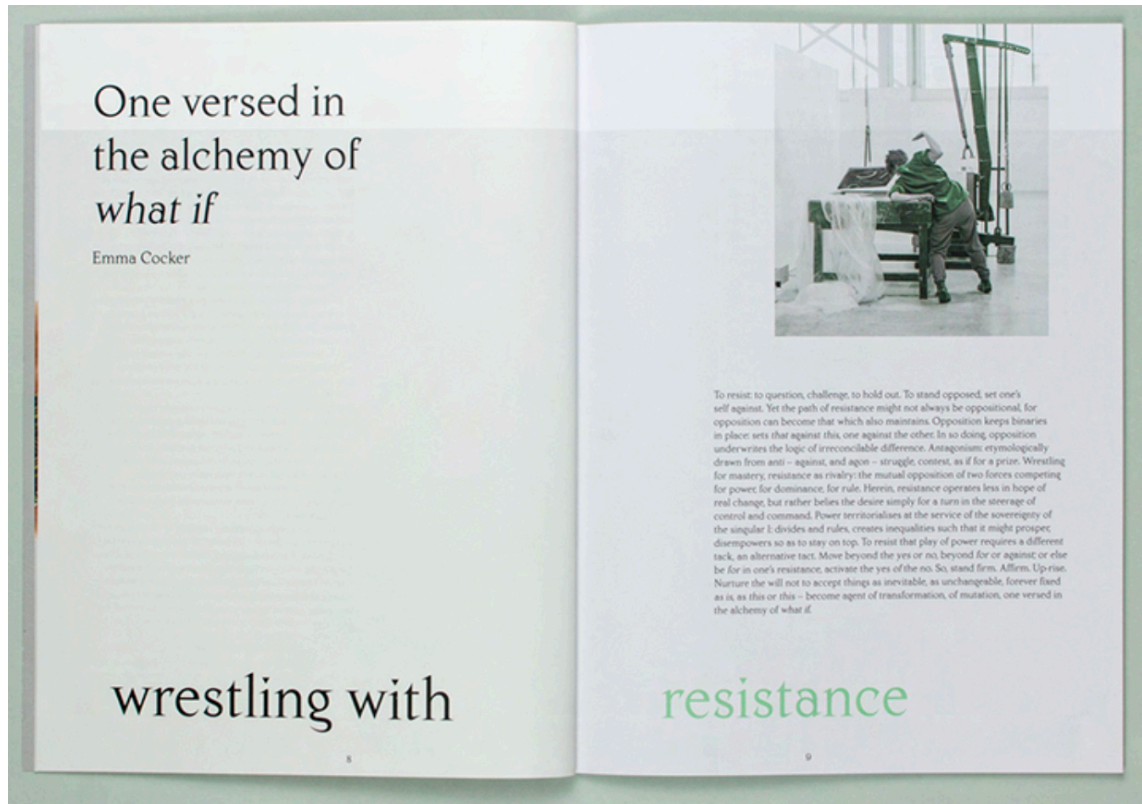 One versed in
the alchemy of
what if
Emma Cocker
wrestling with
8
To resist: to question, challenge, to hold out. To stand opposed, set one's
self against. Yet the path of resistance might not always be oppositional, for
opposition can become that which also maintains. Opposition keeps binaries
in place: sets that against this, one against the other. In so doing, opposition
underwrites the logic of irreconcilable difference. Antagonism: etymologically
drawn from anti – against, and agon – struggle, contest, as if for a prize. Wrestling
for mastery, resistance as rivalry: the mutual opposition of two forces competing
for power, for dominance, for rule. Herein, resistance operates less in hope of
real change, but rather belies the desire simply for a turn in the steerage of
control and command. Power territorialises at the service of the sovereignty of
the singular I: divides and rules, creates inequalities such that it might prosper,
disempowers so as to stay on top. To resist that play of power requires a different
tack, an alternative tact. Move beyond the yes or no, beyond for or against; or else
be for in one's resistance, activate the yes of the no. So, stand firm. Affirm. Up-rise.
Nurture the will not to accept things as inevitable, as unchangeable, forever fixed
as is, as this or this – become agent of transformation, of mutation, one versed in
the alchemy of what if.
resistance
9